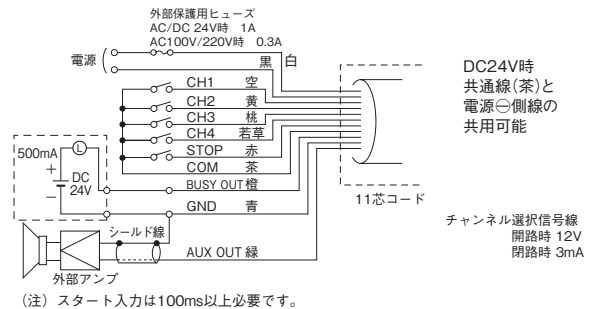 外部保護用ヒューズ
AC/DC 24V時 1A
AC100V/220V時 0.3A
電源
黒 白
CH1 空
CH2 黄
CH3 桃
CH4 若草
STOP 赤
COM 茶
BUSY OUT 橙
GND 青
500mA
L
+
DC
24V
−
シールド線
AUX OUT 緑
外部アンプ
11芯コード
DC24V時
共通線(茶)と
電源⊖側線の
共用可能
チャンネル選択信号線
開路時 12V
閉路時 3mA
(注) スタート入力は100ms以上必要です。